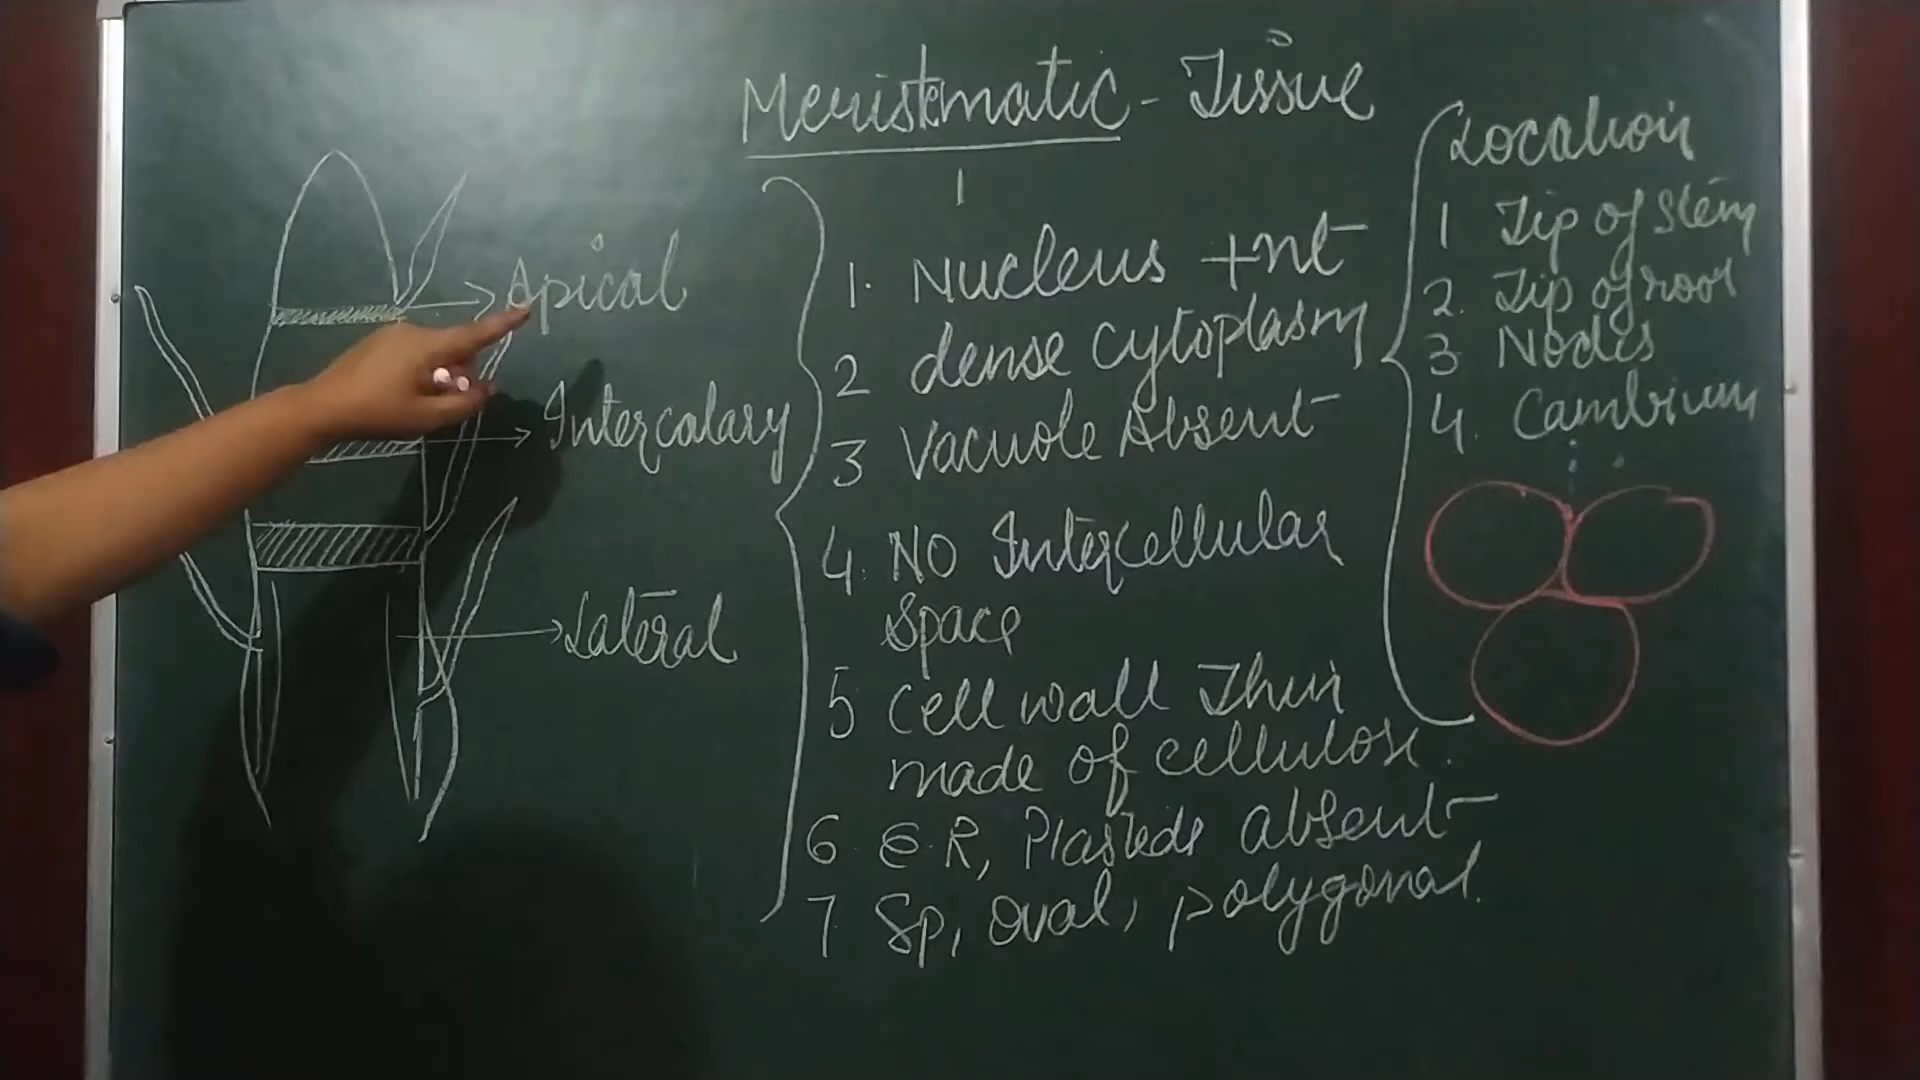 Meristematic - Tissue
Apical
Intercalary
Lateral
1. Nucleus +nt
2 dense Cytoplasm
3 Vacuole Absent
4. NO Intercellular
Space
5 Cell wall Thin
made of cellulose.
6 E.R, Plastids absent
7 Sp, oval, polygonal.
Location
1 Tip of Stem
2. Tip of root
3. Nodes
4. Cambium